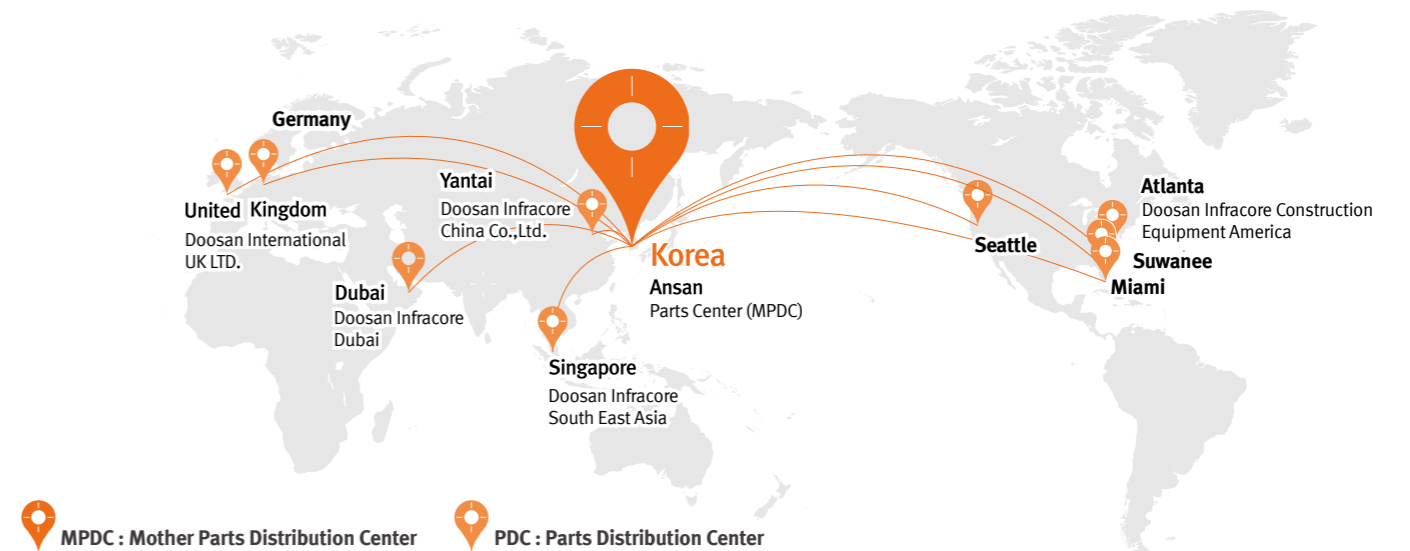 Germany
United Kingdom
Doosan International
UK LTD.
Yantai
Doosan Infracore
China Co.,Ltd.
Dubai
Doosan Infracore
Dubai
Korea
Ansan
Parts Center (MPDC)
Singapore
Doosan Infracore
South East Asia
Seattle
Atlanta
Doosan Infracore Construction
Equipment America
Suwanee
Miami
MPDC : Mother Parts Distribution Center
PDC : Parts Distribution Center